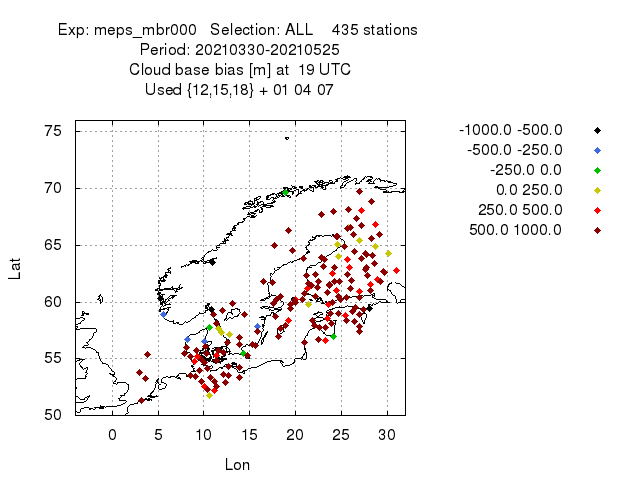 Exp: meps_mbr000 Selection: ALL 435 stations
Period: 20210330-20210525
Cloud base bias [m] at 19 UTC
Used {12,15,18} + 01 04 07
-1000.0 -500.0
-500.0 -250.0
-250.0 0.0
0.0 250.0
250.0 500.0
500.0 1000.0
75
70
65
60
55
50
Lat
0 5 10 15 20 25 30
Lon